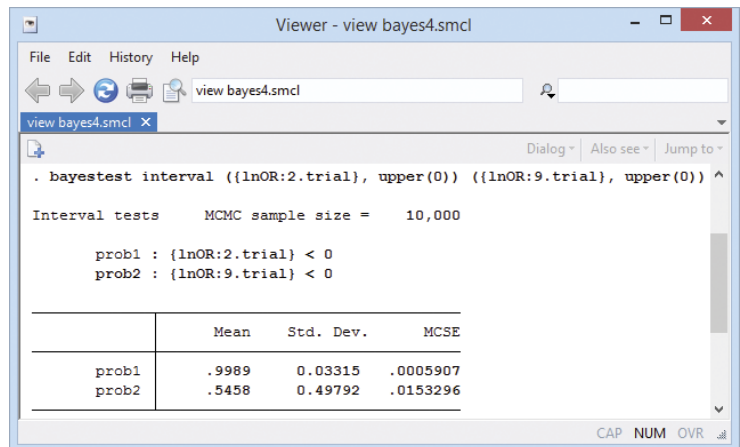 Viewer - view bayes4.smcl
File Edit History Help
view bayes4.smcl
view bayes4.smcl
Dialog Also see Jump to
. bayestest interval ({lnOR:2.trial}, upper(0)) ({lnOR:9.trial}, upper(0))
Interval tests MCMC sample size = 10,000
prob1 : {lnOR:2.trial} < 0
prob2 : {lnOR:9.trial} < 0
Mean Std. Dev. MCSE
prob1 .9989 0.03315 .0005907
prob2 .5458 0.49792 .0153296
CAP NUM OVR